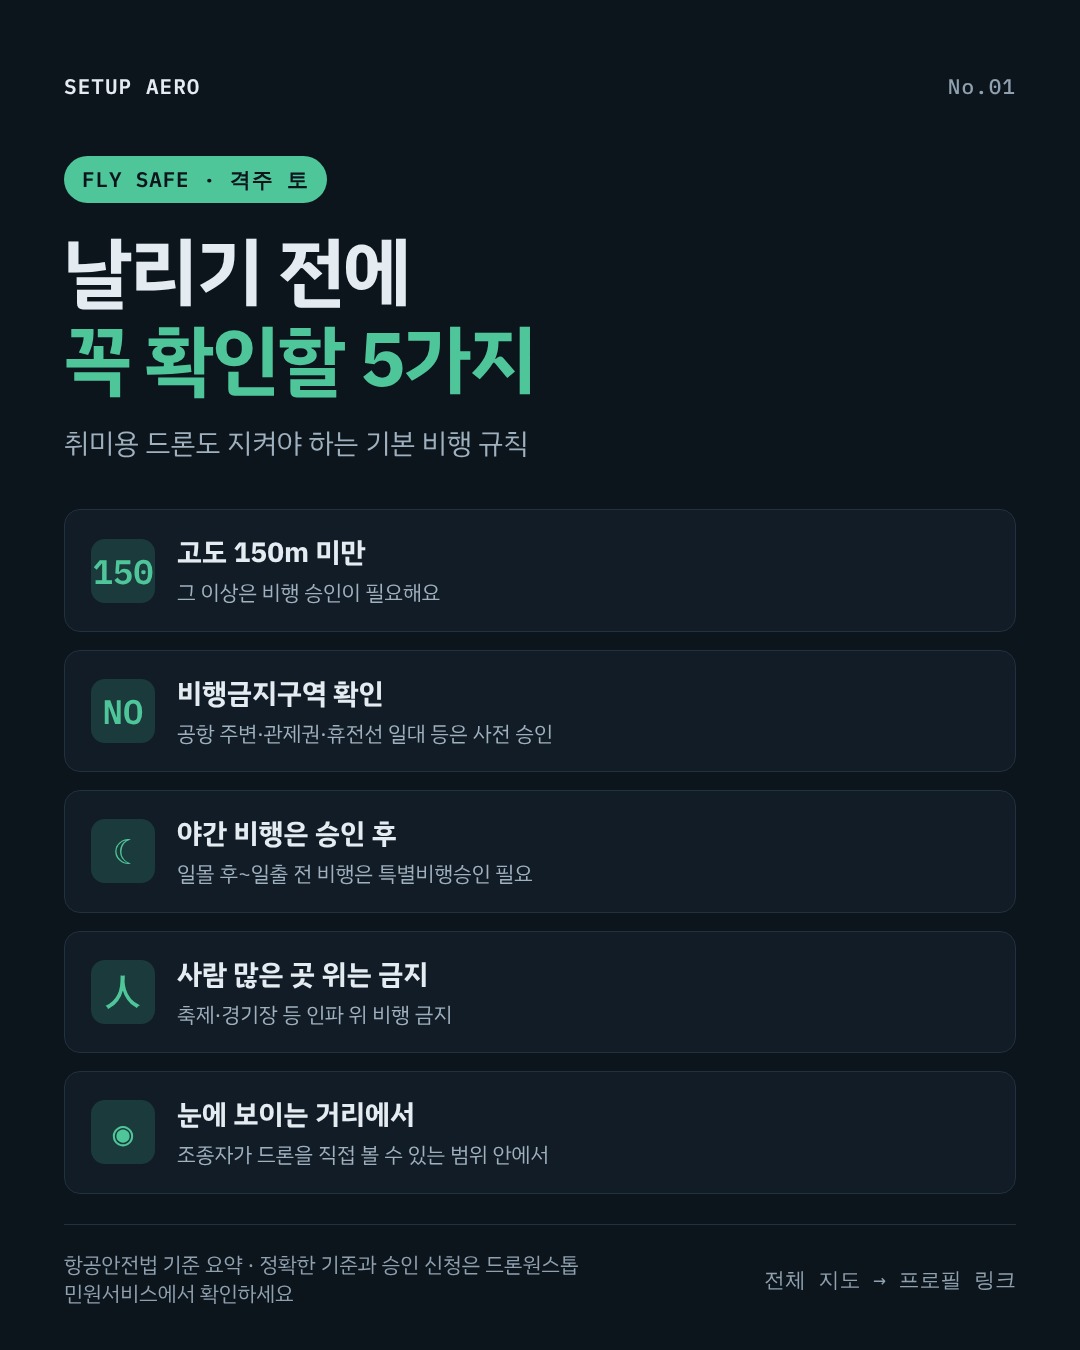 SETUP AERO
No.01
FLY SAFE · 격주 토
날리기 전에
꼭 확인할 5가지
취미용 드론도 지켜야 하는 기본 비행 규칙
150
고도 150m 미만
그 이상은 비행 승인이 필요해요
NO
비행금지구역 확인
공항 주변·관제권·휴전선 일대 등은 사전 승인
☾
야간 비행은 승인 후
일몰 후~일출 전 비행은 특별비행승인 필요
人
사람 많은 곳 위는 금지
축제·경기장 등 인파 위 비행 금지
◉
눈에 보이는 거리에서
조종자가 드론을 직접 볼 수 있는 범위 안에서
항공안전법 기준 요약 · 정확한 기준과 승인 신청은 드론원스톱
민원서비스에서 확인하세요
전체 지도 → 프로필 링크